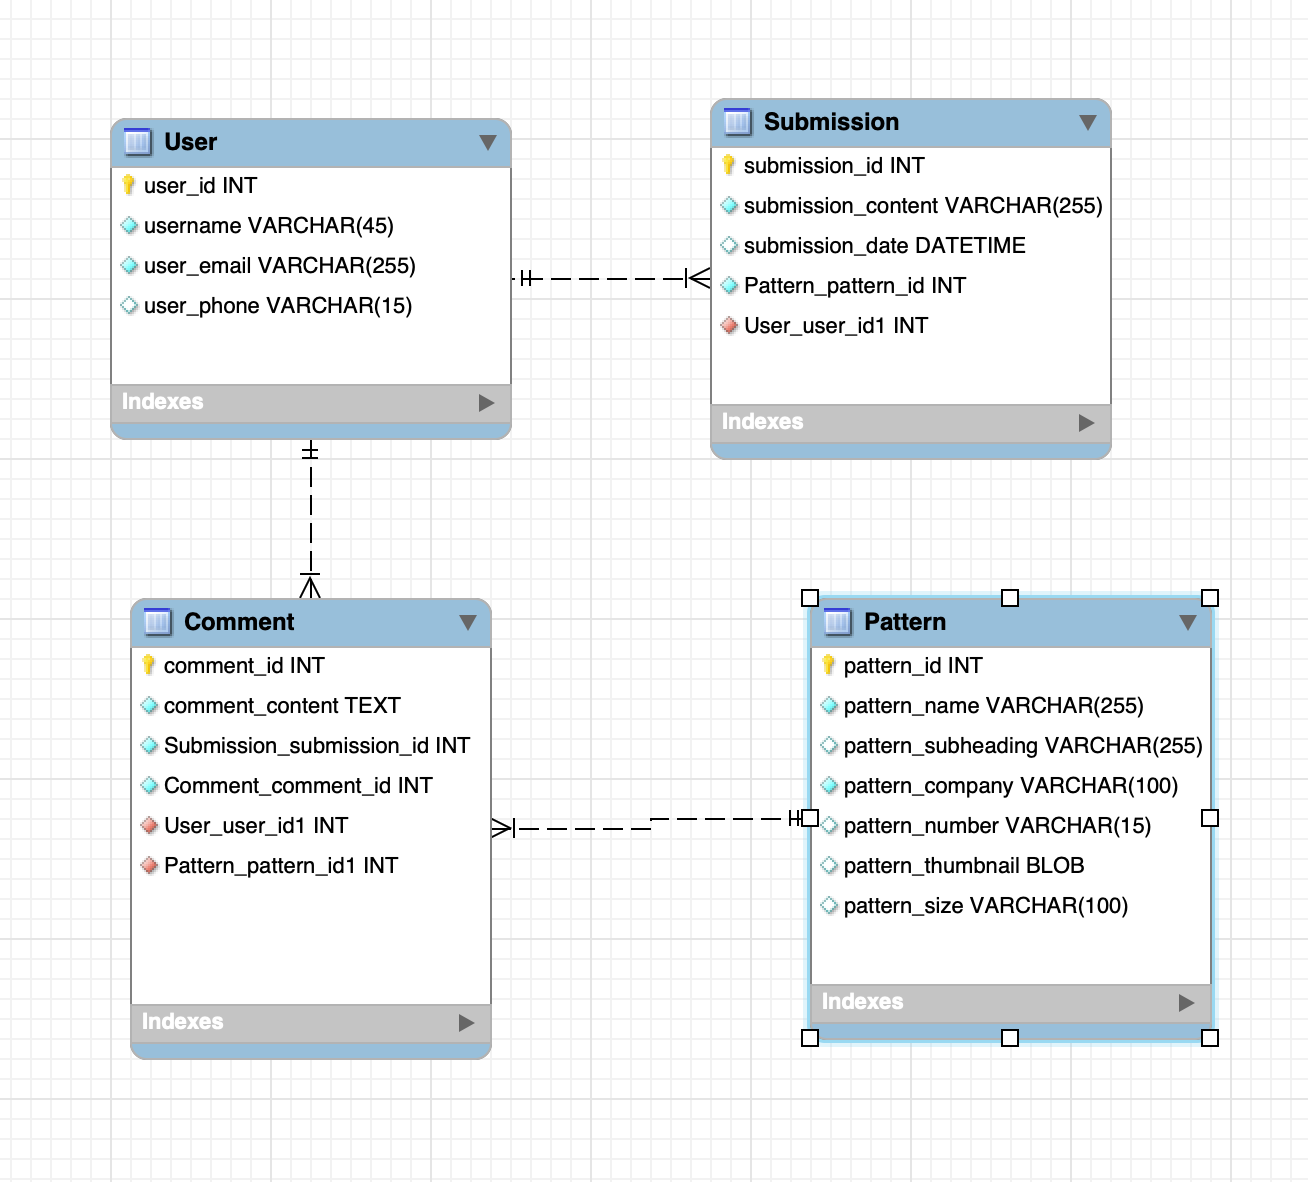 User
user_id INT
username VARCHAR(45)
user_email VARCHAR(255)
user_phone VARCHAR(15)
Indexes
Submission
submission_id INT
submission_content VARCHAR(255)
submission_date DATETIME
Pattern_pattern_id INT
User_user_id1 INT
Indexes
Comment
comment_id INT
comment_content TEXT
Submission_submission_id INT
Comment_comment_id INT
User_user_id1 INT
Pattern_pattern_id1 INT
Indexes
Pattern
pattern_id INT
pattern_name VARCHAR(255)
pattern_subheading VARCHAR(255)
pattern_company VARCHAR(100)
pattern_number VARCHAR(15)
pattern_thumbnail BLOB
pattern_size VARCHAR(100)
Indexes